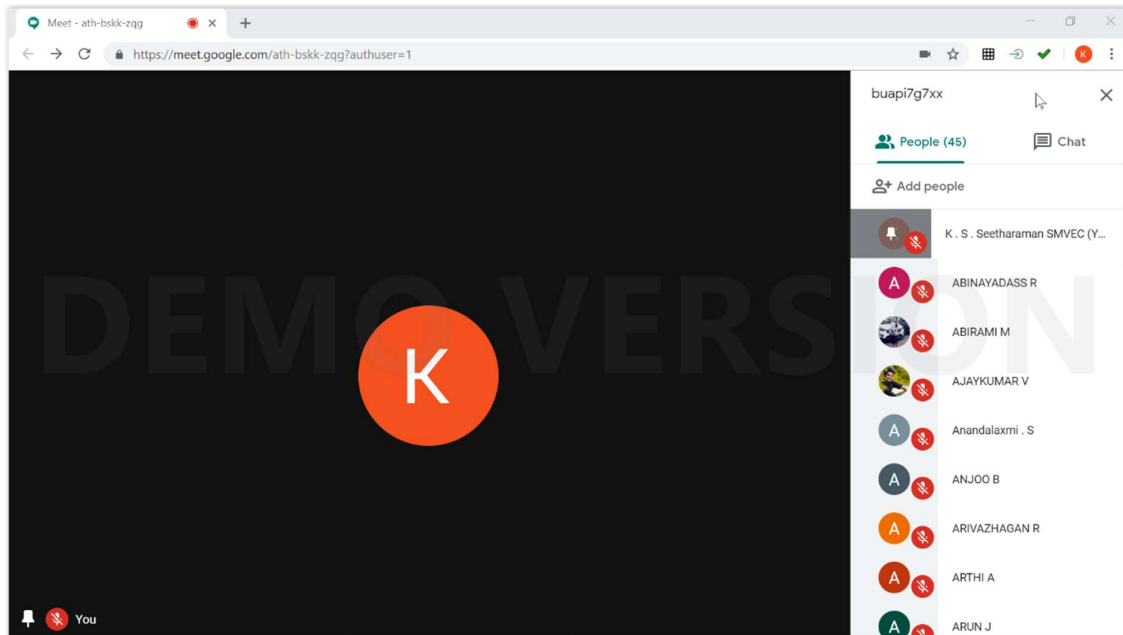 Meet - ath-bskk-zqg
https://meet.google.com/ath-bskk-zqg?authuser=1
K
buapi7g7xx
People (45)
Chat
Add people
K . S . Seetharaman SMVEC (Y...
A
ABINAYADASS R
ABIRAMI M
AJAYKUMAR V
A
Anandalaxmi . S
A
ANJOO B
A
ARIVAZHAGAN R
A
ARTHI A
A
ARUN J
DEMO VERSION
K
You